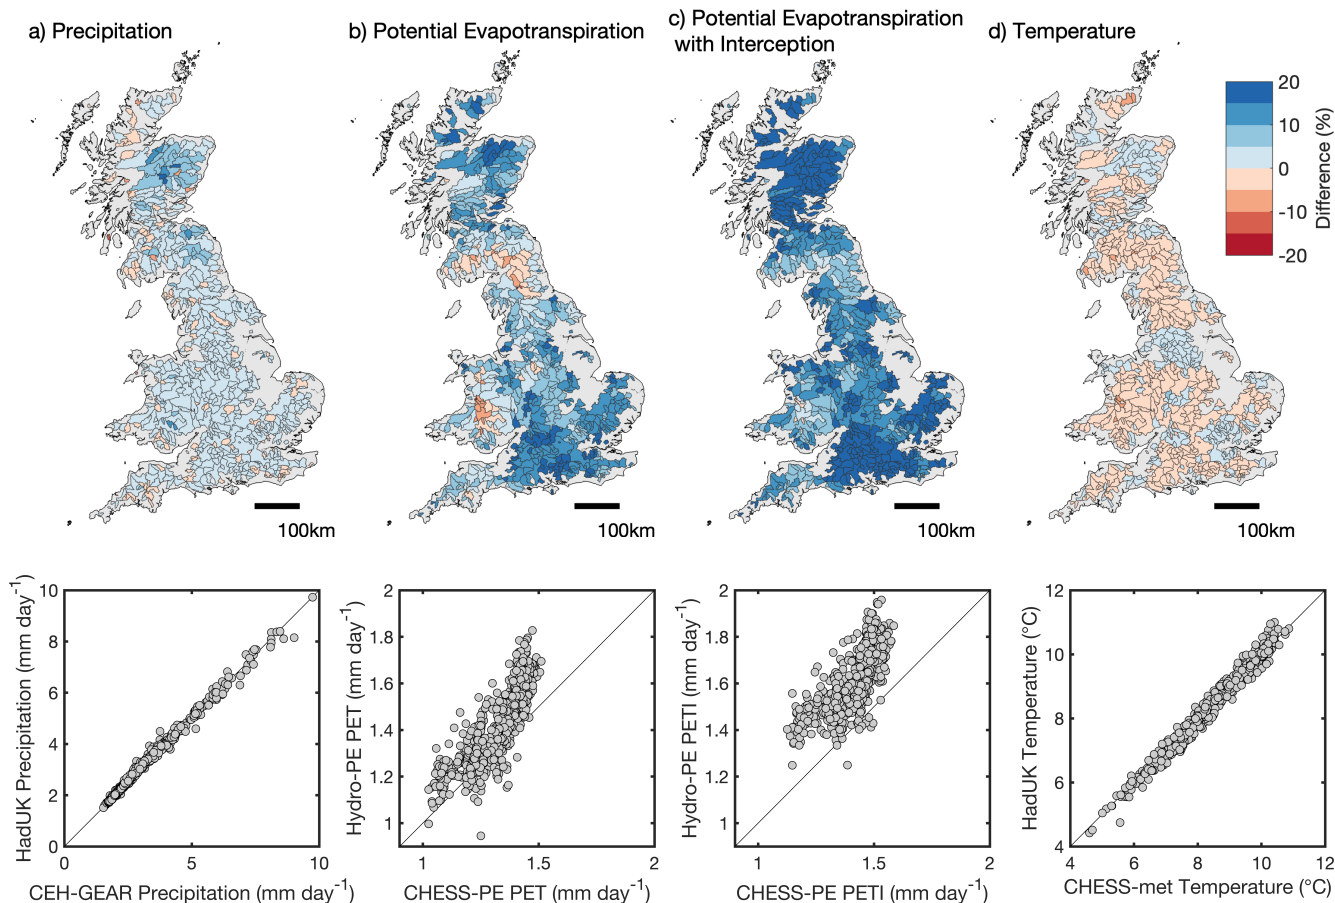 a) Precipitation
b) Potential Evapotranspiration
c) Potential Evapotranspiration
with Interception
d) Temperature
20
10
0
-10
-20
Difference (%)
100km
100km
100km
100km
10
8
6
4
2
0
0
5
10
HadUK Precipitation (mm day⁻¹)
CEH-GEAR Precipitation (mm day⁻¹)
2
1.8
1.6
1.4
1.2
1
1
1.5
2
Hydro-PE PET (mm day⁻¹)
CHESS-PE PET (mm day⁻¹)
2
1.8
1.6
1.4
1.2
1
1
1.5
2
Hydro-PE PETI (mm day⁻¹)
CHESS-PE PETI (mm day⁻¹)
12
10
8
6
4
4
6
8
10
12
HadUK Temperature (°C)
CHESS-met Temperature (°C)